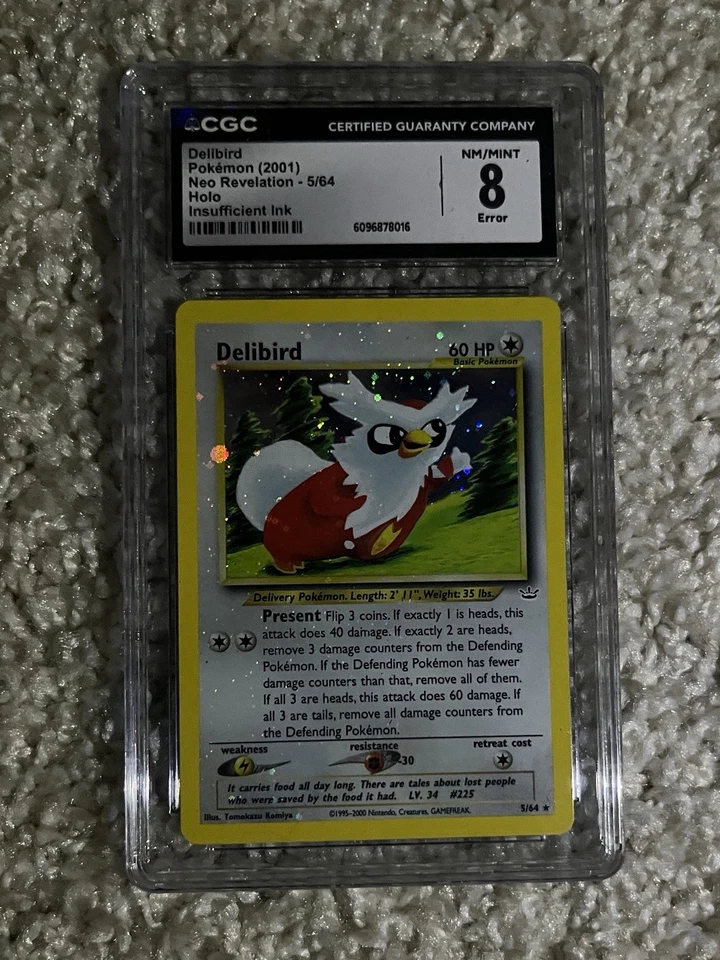 CGC
CERTIFIED GUARANTY COMPANY
Delibird
Pokémon (2001)
Neo Revelation - 5/64
Holo
Insufficient Ink
6096878016
NM/MINT
8
Error
Delibird
60 HP
Basic Pokémon
Delivery Pokémon. Length: 2' 11", Weight: 35 lbs.
Present Flip 3 coins. If exactly 1 is heads, this
attack does 40 damage. If exactly 2 are heads,
remove 3 damage counters from the Defending
Pokémon. If the Defending Pokémon has fewer
damage counters than that, remove all of them.
If all 3 are heads, this attack does 60 damage. If
all 3 are tails, remove all damage counters from
the Defending Pokémon.
weakness
resistance
-30
retreat cost
It carries food all day long. There are tales about lost people
who were saved by the food it had. LV. 34 #225
Illus. Tomokazu Komiya
©1995-2000 Nintendo, Creatures, GAMEFREAK.
5/64 ★